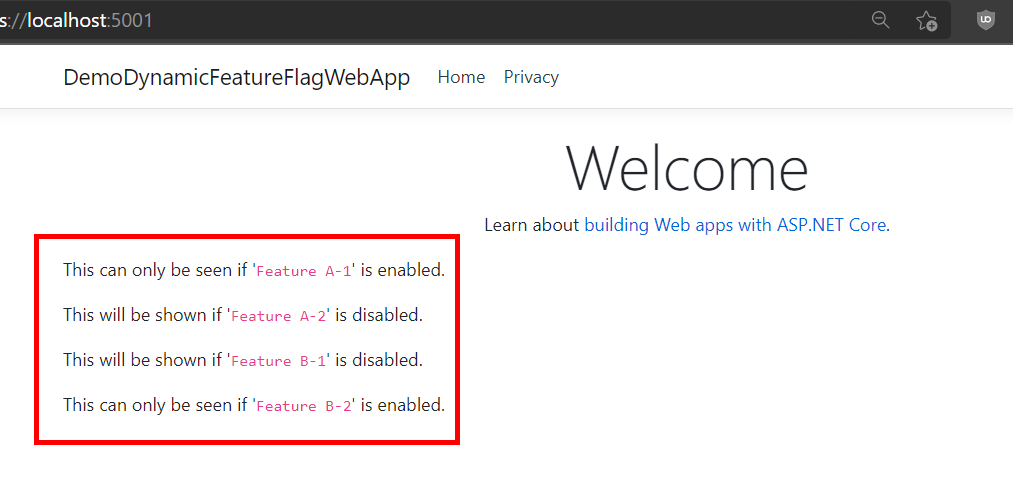 s://localhost:5001
DemoDynamicFeatureFlagWebApp Home Privacy
Welcome
Learn about building Web apps with ASP.NET Core.
This can only be seen if 'Feature A-1' is enabled.
This will be shown if 'Feature A-2' is disabled.
This will be shown if 'Feature B-1' is disabled.
This can only be seen if 'Feature B-2' is enabled.